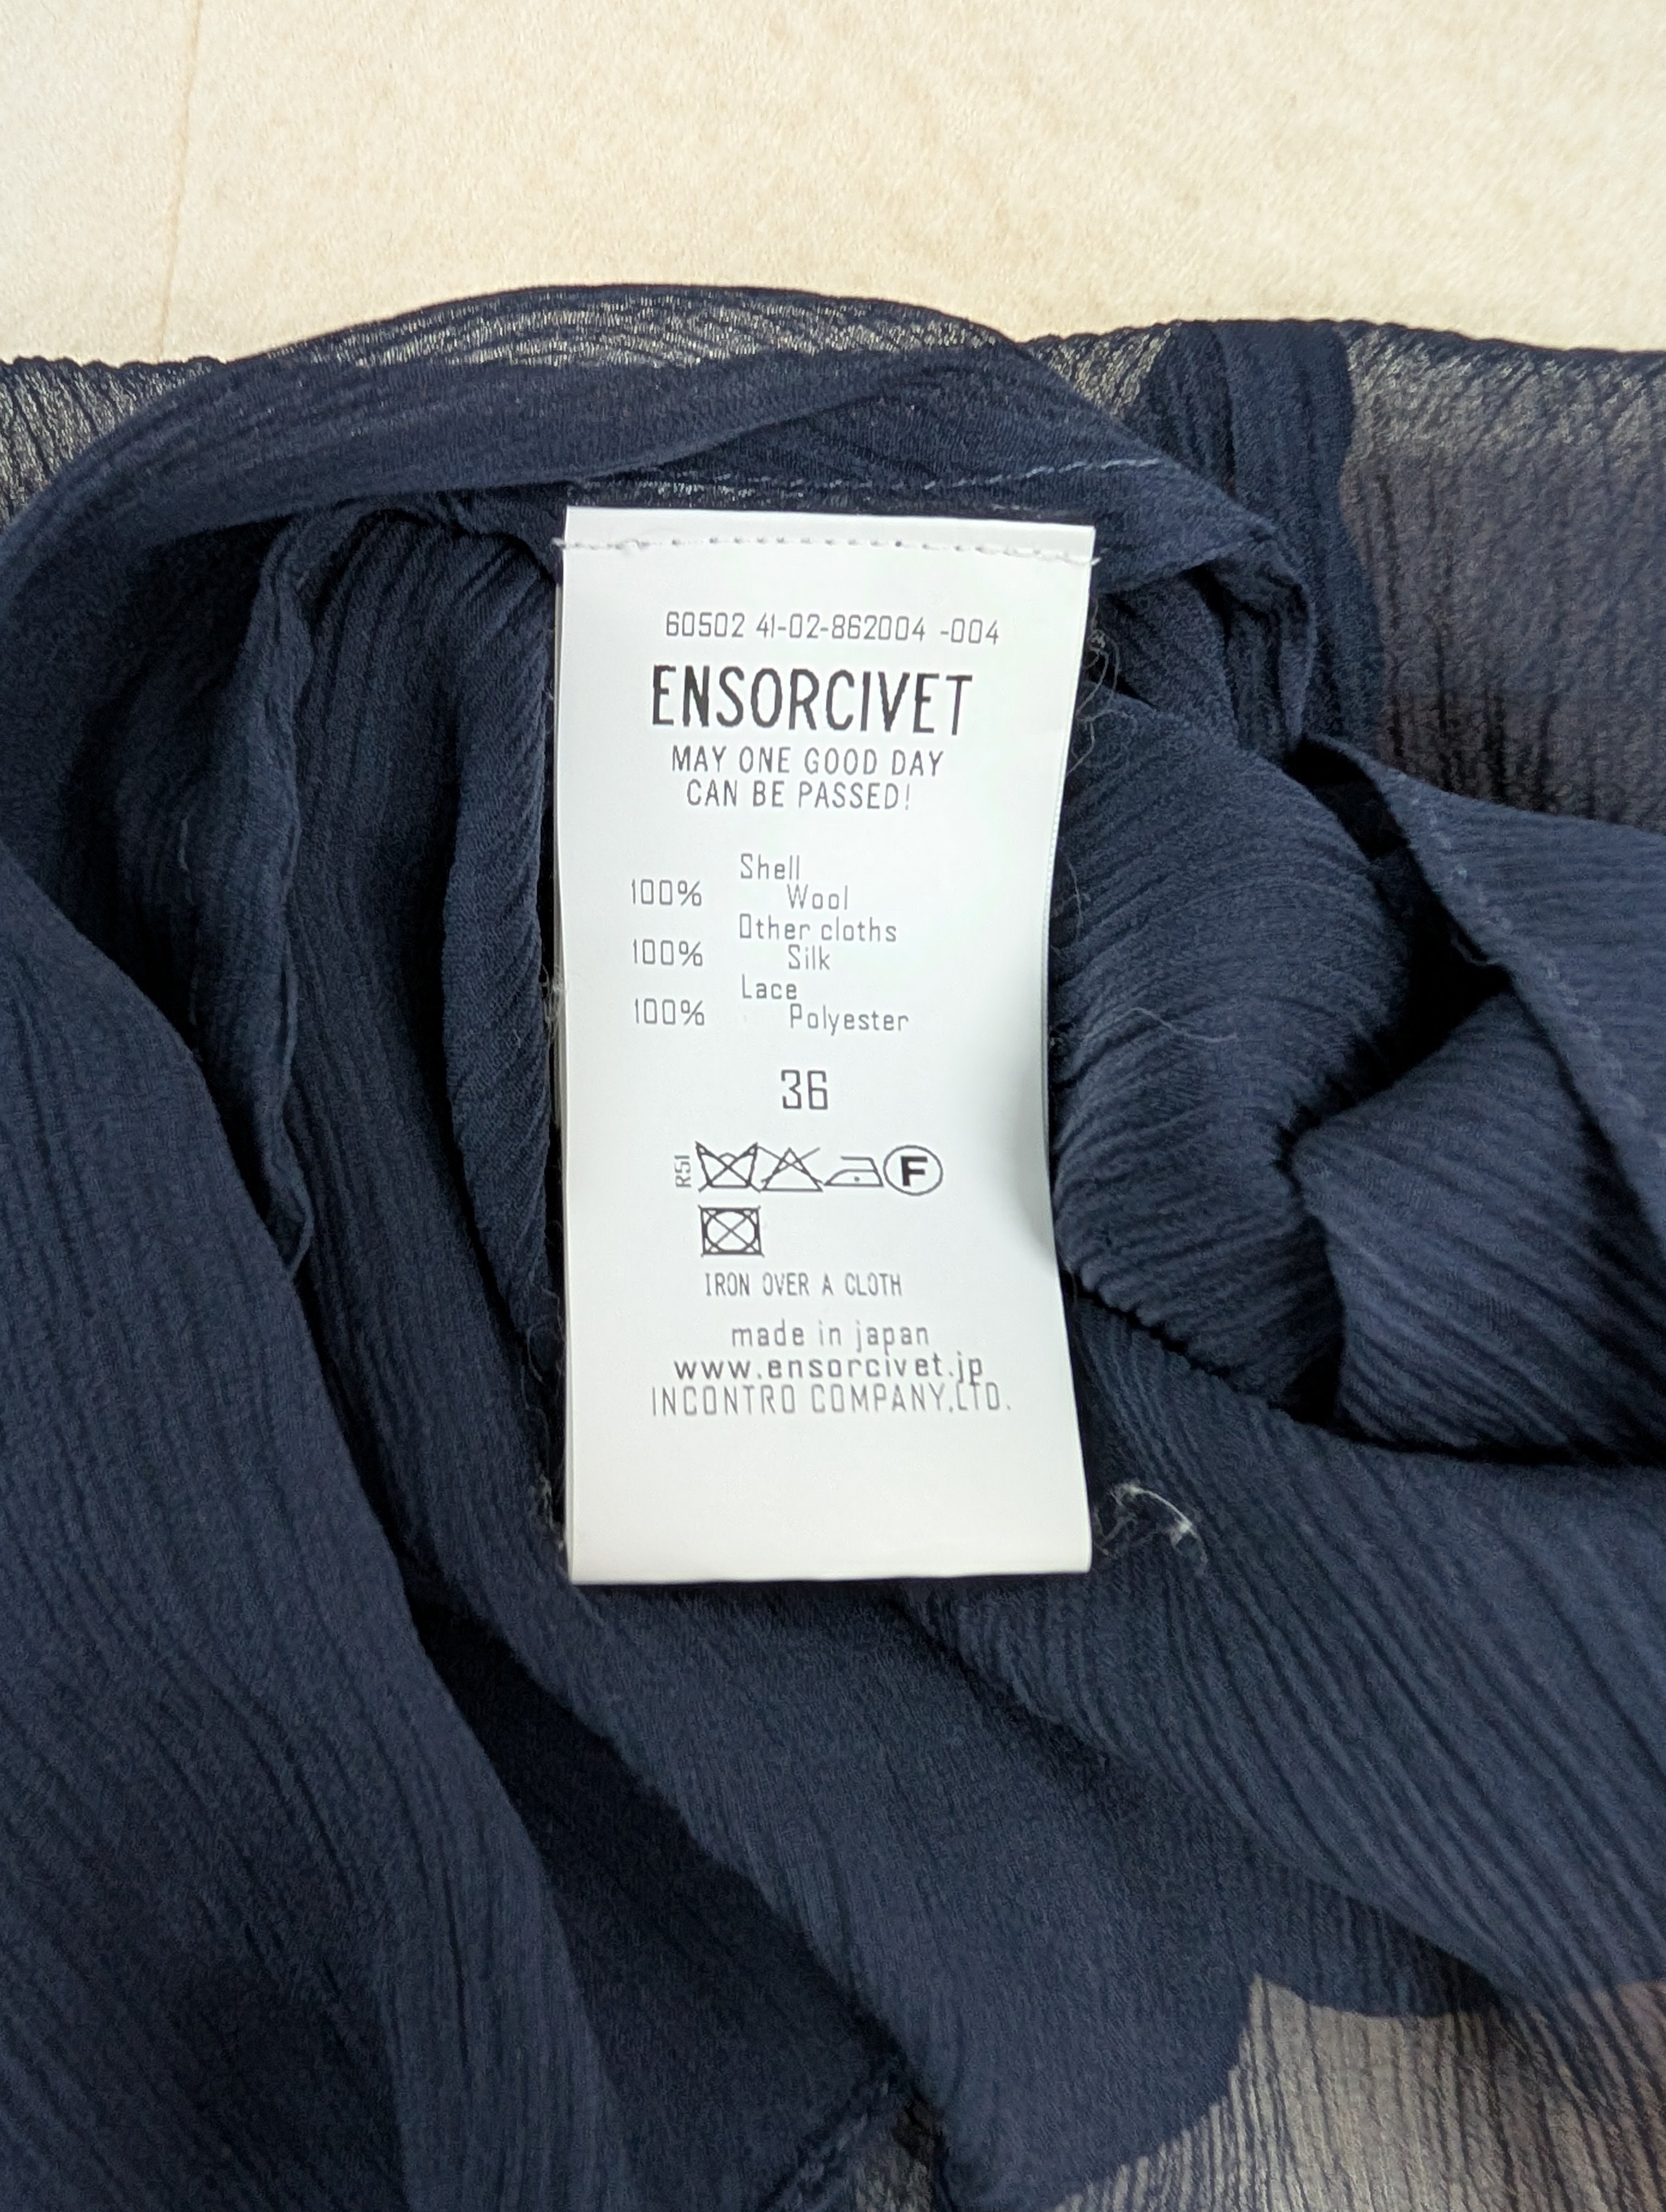 60502 41-02-862004 -004
ENSORCIVET
MAY ONE GOOD DAY
CAN BE PASSED!
Shell
100% Wool
Other cloths
100% Silk
Lace
100% Polyester
36
R51 F
IRON OVER A CLOTH
made in japan
www.ensorcivet.jp
INCONTRO COMPANY,LTD.